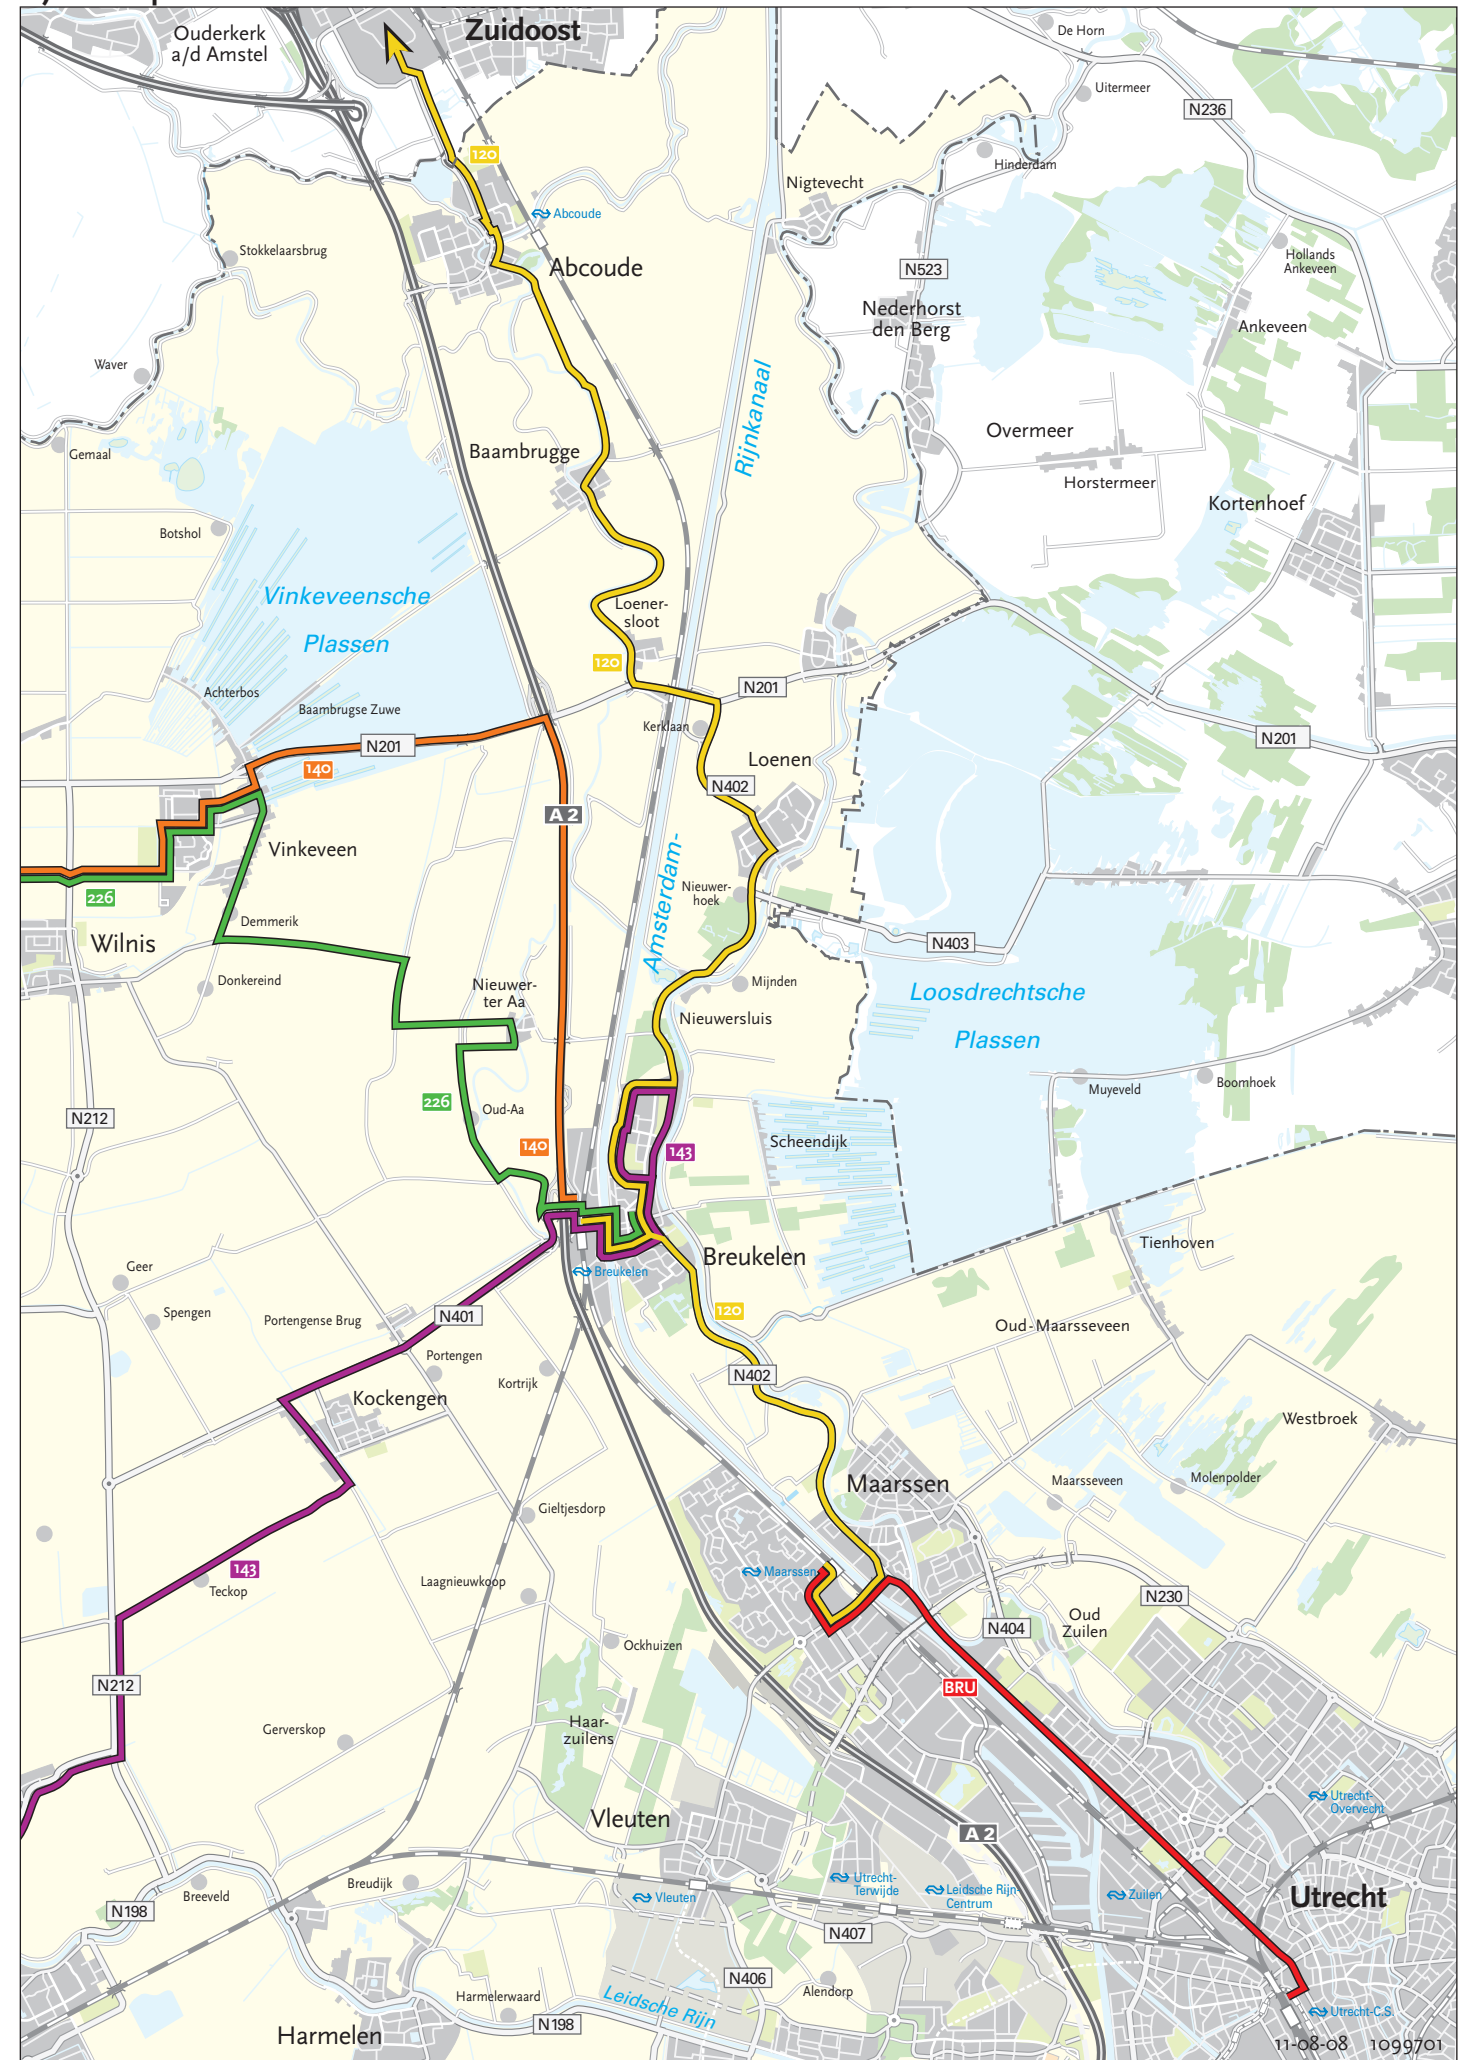 Zuidoost
Ouderkerk
a/d Amstel
De Horn
Uitermeer
N236
120
Hinderdam
Nigtevecht
Abcoude
Stokkelaarsbrug
Hollands
Ankeveen
Abcoude
N523
Nederhorst
den Berg
Ankeveen
Waver
Rijnkanaal
Overmeer
Gemaal
Baambrugge
Horstermeer
Kortenhoef
Botshol
Vinkeveensche
Plassen
Loener-
sloot
120
N201
Achterbos
Baambrugse Zuwe
Kerklaan
N201
N201
140
Loenen
N402
A 2
Vinkeveen
Amsterdam-
226
Nieuwer-
hoek
Demmerik
Wilnis
N403
Donkereind
Nieuwer-
ter Aa
Mijnden
Loosdrechtsche
Plassen
Nieuwersluis
Muyeveld
Boomhoek
226
Oud-Aa
N212
140
143
Scheendijk
Breukelen
Tienhoven
Geer
Breukelen
Spengen
Portengense Brug
N401
120
Oud-Maarsseveen
Portengen
Kortrijk
N402
Kockengen
Westbroek
Maarssen
Maarsseveen
Molenpolder
Gieltjesdorp
143
Teckop
Laagnieuwkoop
Maarssen
N230
Oud
Zuilen
N404
Ockhuizen
N212
BRU
Gerverskop
Haar-
zuilens
Utrecht-
Overvecht
Vleuten
A 2
Breeveld
Breudijk
Vleuten
Utrecht-
Terwijde
Leidsche Rijn-
Centrum
Zuilen
Utrecht
N198
N407
N406
Alendorp
Harmelerwaard
Leidsche Rijn
N198
Utrecht-C.S.
Harmelen
11-08-08 1099701